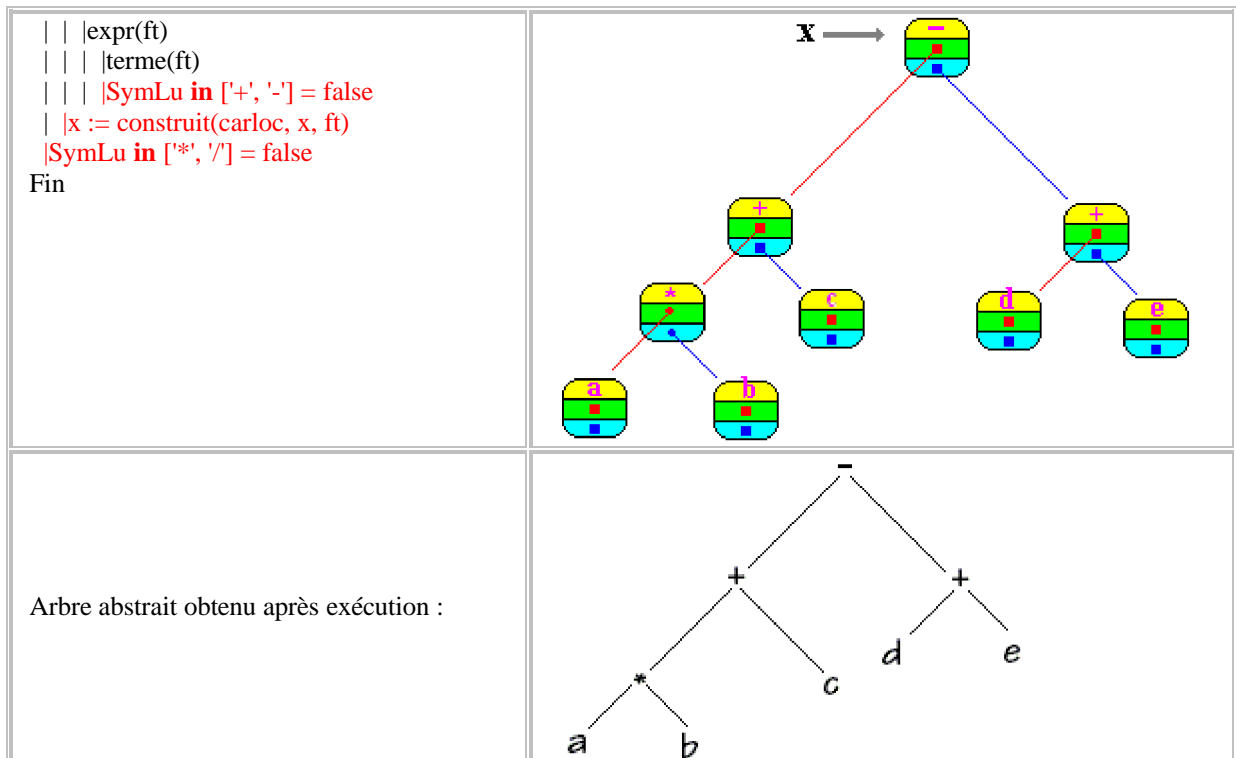 | | |expr(ft)
| | | |terme(ft)
| | | |SymLu in ['+', '-'] = false
| |x := construit(carloc, x, ft)
|SymLu in ['*', '/'] = false
Fin
x
-
+
+
*
c
d
e
a
b
Arbre abstrait obtenu après exécution :
-
+
+
d
e
*
c
a
b